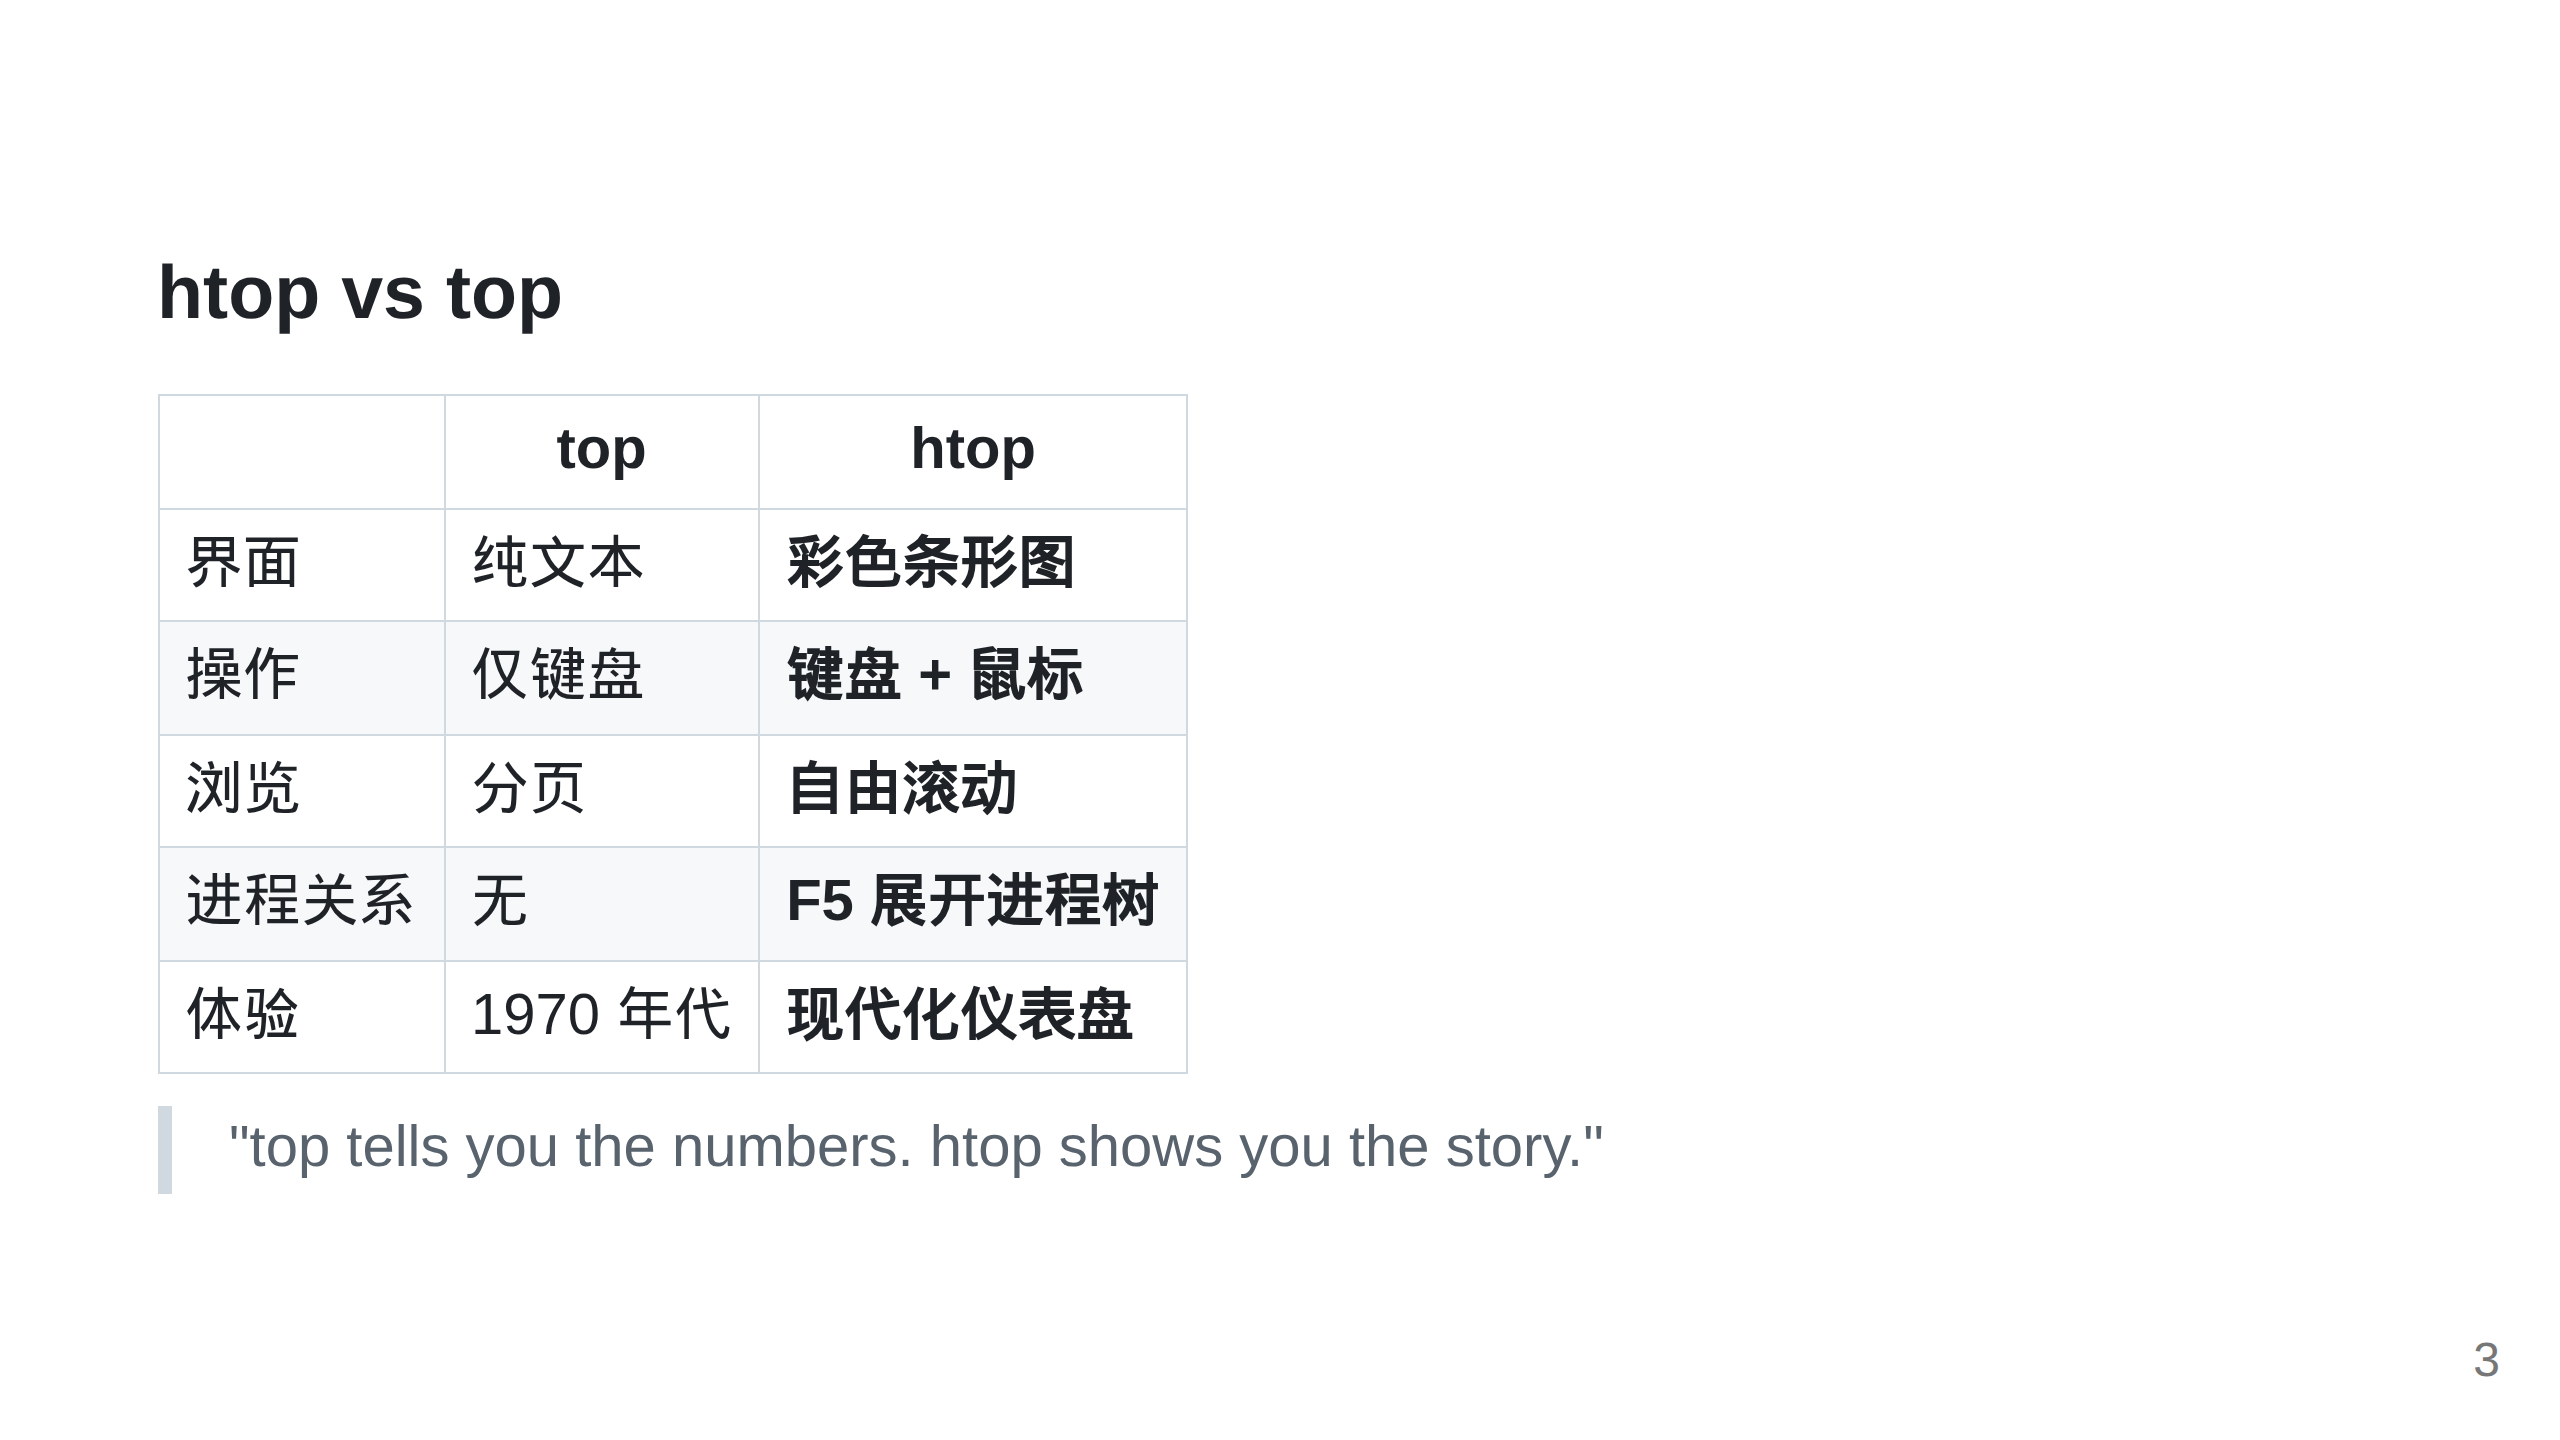 htop vs top
top htop
界面 纯文本 彩色条形图
操作 仅键盘 键盘 + 鼠标
浏览 分页 自由滚动
进程关系 无 F5 展开进程树
体验 1970 年代 现代化仪表盘
"top tells you the numbers. htop shows you the story."
3